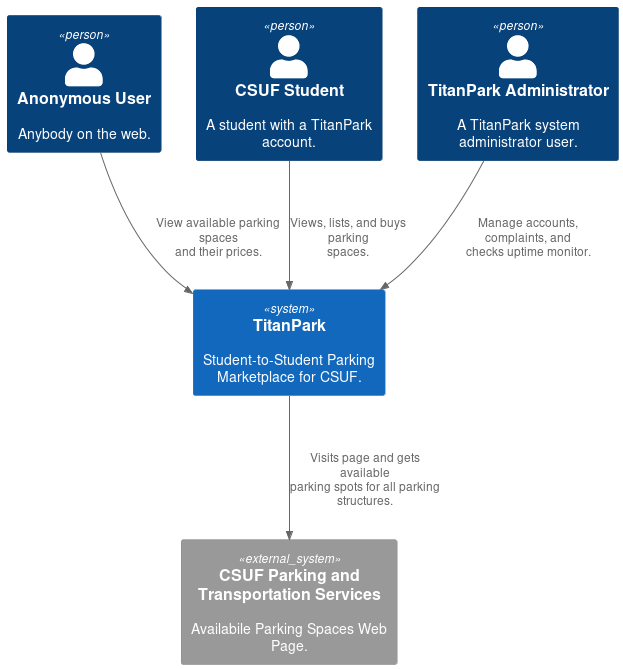 «person»
Anonymous User
Anybody on the web.
«person»
CSUF Student
A student with a TitanPark
account.
«person»
TitanPark Administrator
A TitanPark system
administrator user.
View available parking
spaces
and their prices.
Views, lists, and buys
parking
spaces.
Manage accounts,
complaints, and
checks uptime monitor.
«system»
TitanPark
Student-to-Student Parking
Marketplace for CSUF.
Visits page and gets
available
parking spots for all parking
structures.
«external_system»
CSUF Parking and
Transportation Services
Availabile Parking Spaces Web
Page.